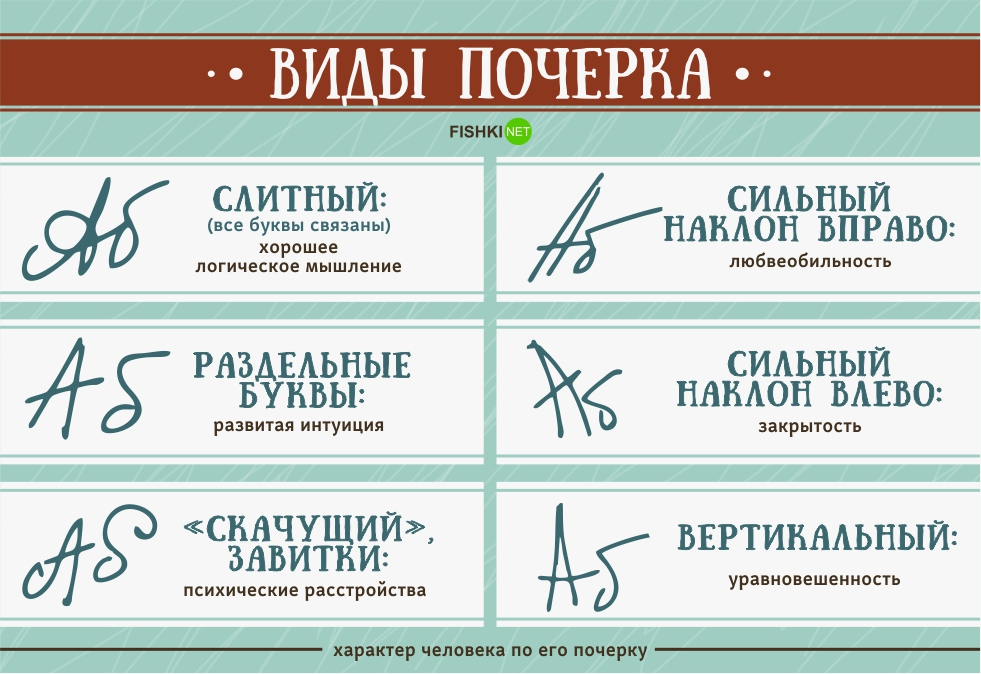 ВИДЫ ПОЧЕРКА
FISHKI NET
Аб
СЛИТНЫЙ:
(все буквы связаны)
хорошее
логическое мышление
Аб
СИЛЬНЫЙ
НАКЛОН ВПРАВО:
любвеобильность
Аб
РАЗДЕЛЬНЫЕ
БУКВЫ:
развитая интуиция
Аб
СИЛЬНЫЙ
НАКЛОН ВЛЕВО:
закрытость
Аб
«СКАЧУЩИЙ»,
ЗАВИТКИ:
психические расстройства
Аб
ВЕРТИКАЛЬНЫЙ:
уравновешенность
характер человека по его почерку